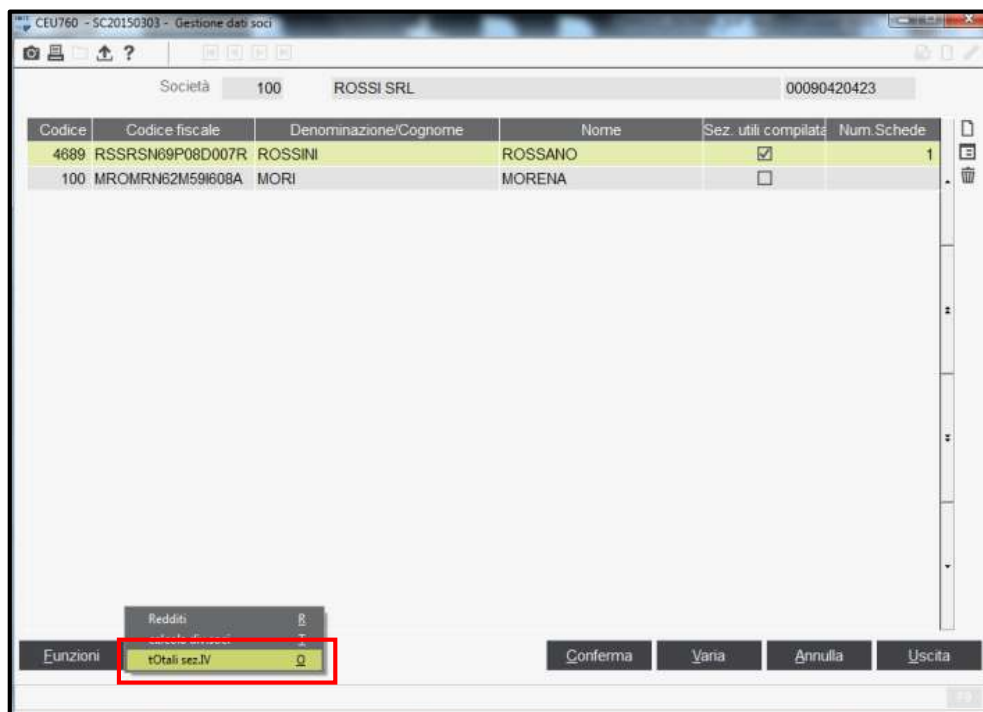 CEU760 - SC20150303 - Gestione dati soci
?
Società 100 ROSSI SRL 00090420423
Codice Codice fiscale Denominazione/Cognome Nome Sez. utili compilata Num.Schede
4689 RSSRSN69P08D007R ROSSINI ROSSANO 1
100 MROMRN62M59I608A MORI MORENA
Redditi R
T
tOtali sez.IV O
Funzioni Conferma Varia Annulla Uscita